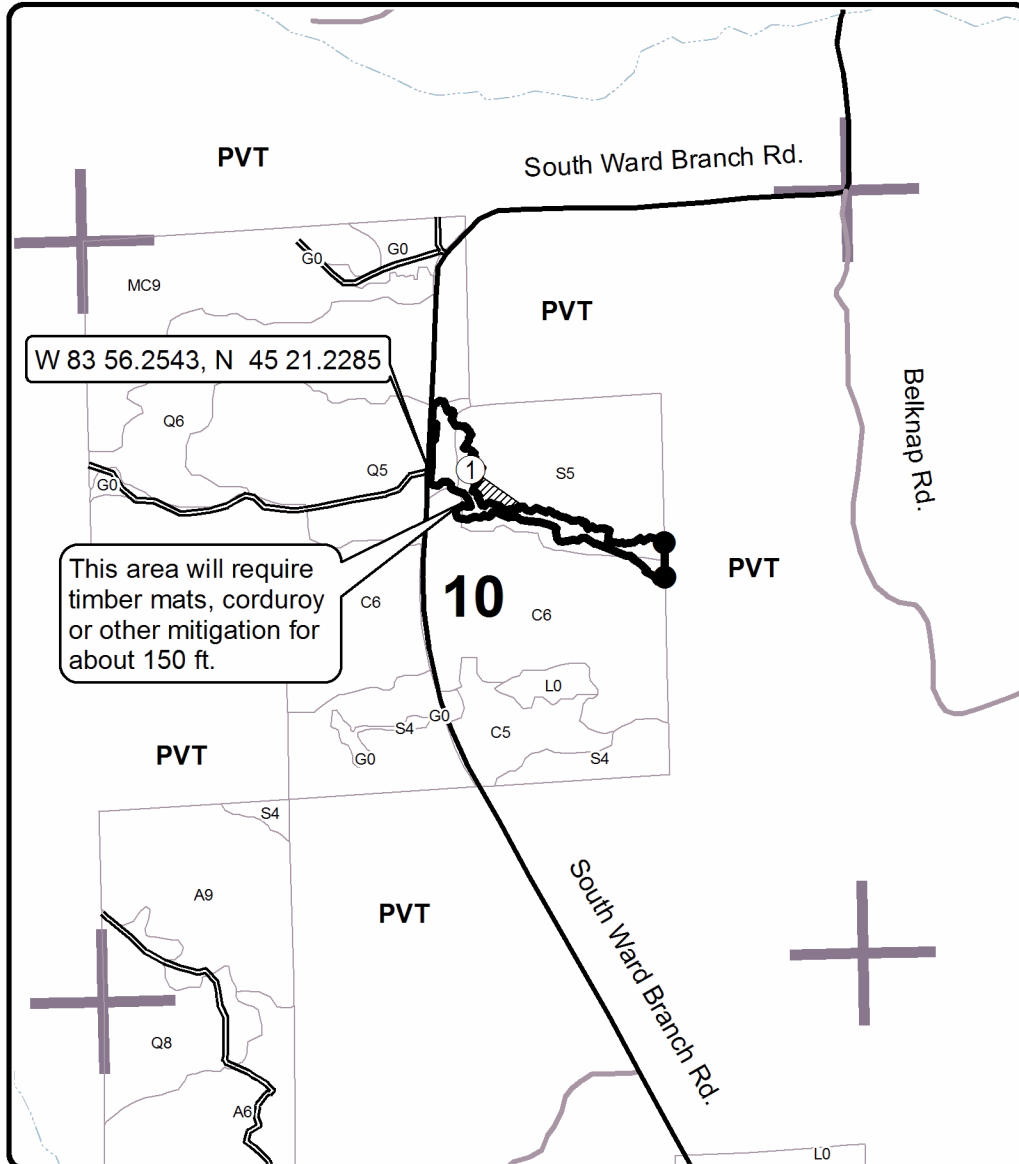 PVT
South Ward Branch Rd.
G0
G0
MC9
PVT
W 83 56.2543, N  45 21.2285
Belknap Rd.
Q6
Q5
1
S5
G0
This area will require
timber mats, corduroy
or other mitigation for
about 150 ft.
10
PVT
C6
C6
L0
G0
S4
C5
G0
S4
PVT
S4
A9
PVT
South Ward Branch Rd.
Q8
A6
L0